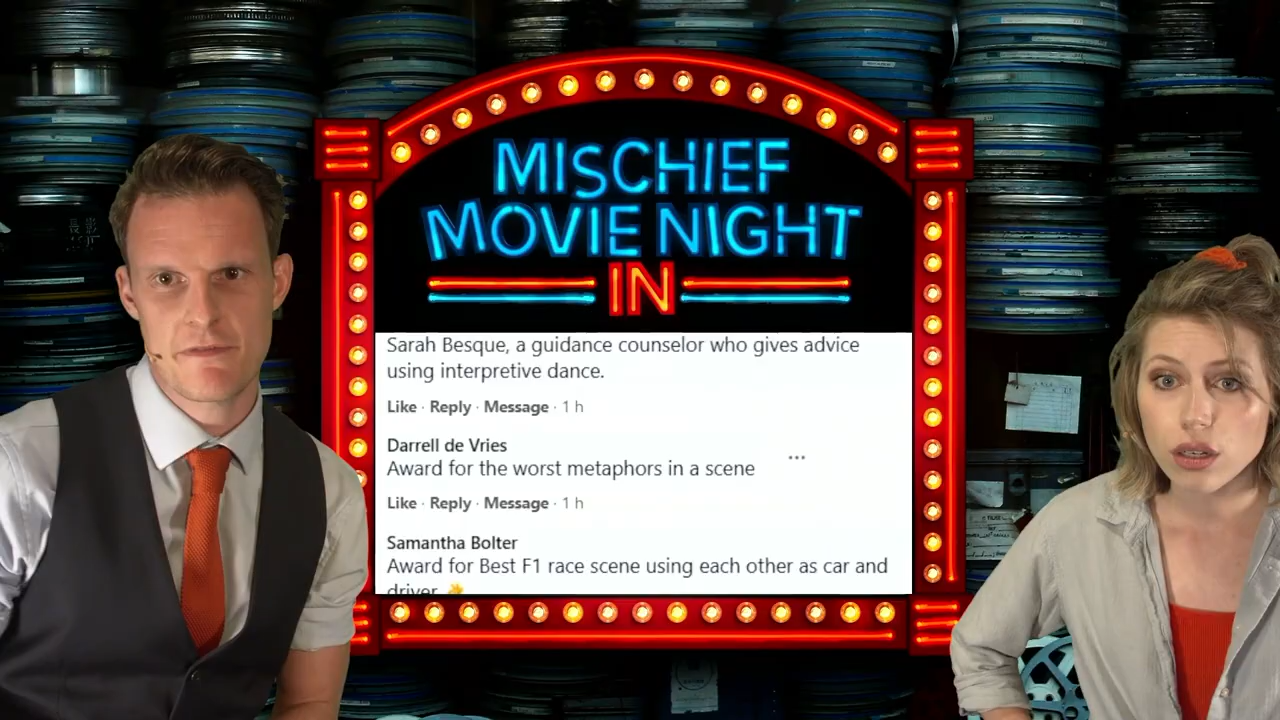 MISCHIEF
MOVIE NIGHT
IN
Sarah Besque, a guidance counselor who gives advice
using interpretive dance.
Like · Reply · Message · 1 h
Darrell de Vries
...
Award for the worst metaphors in a scene
Like · Reply · Message · 1 h
Samantha Bolter
Award for Best F1 race scene using each other as car and
driver